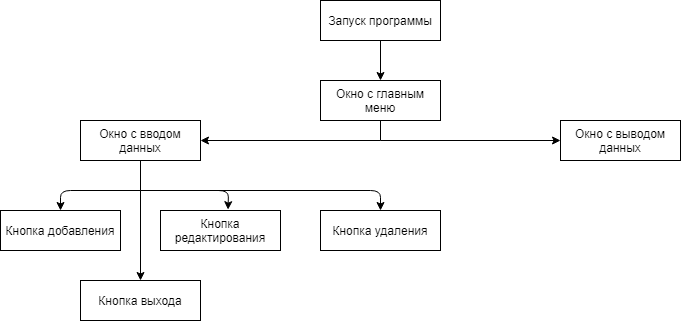 Запуск программы
Окно с главным
меню
Окно с вводом
данных
Окно с выводом
данных
Кнопка добавления
Кнопка
редактирования
Кнопка удаления
Кнопка выхода